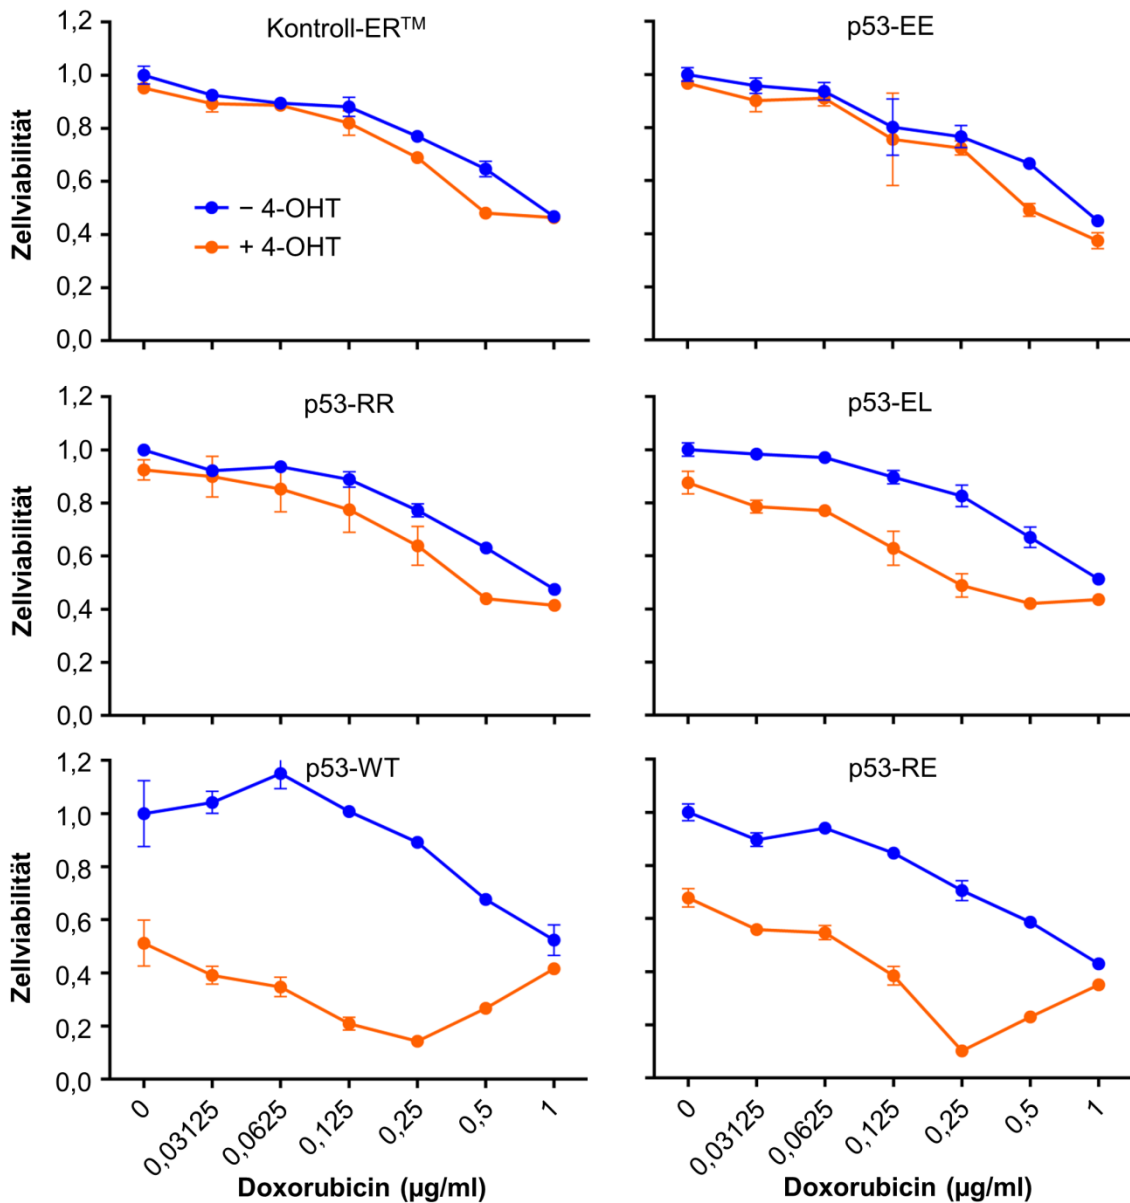 Kontroll-ER™
Zellviabilität
1,2
1,0
0,8
0,6
0,4
0,2
0,0
− 4-OHT
+ 4-OHT
p53-EE
p53-RR
Zellviabilität
1,2
1,0
0,8
0,6
0,4
0,2
0,0
p53-EL
p53-WT
Zellviabilität
1,2
1,0
0,8
0,6
0,4
0,2
0,0
0
0,03125
0,0625
0,125
0,25
0,5
1
Doxorubicin (µg/ml)
p53-RE
0
0,03125
0,0625
0,125
0,25
0,5
1
Doxorubicin (µg/ml)